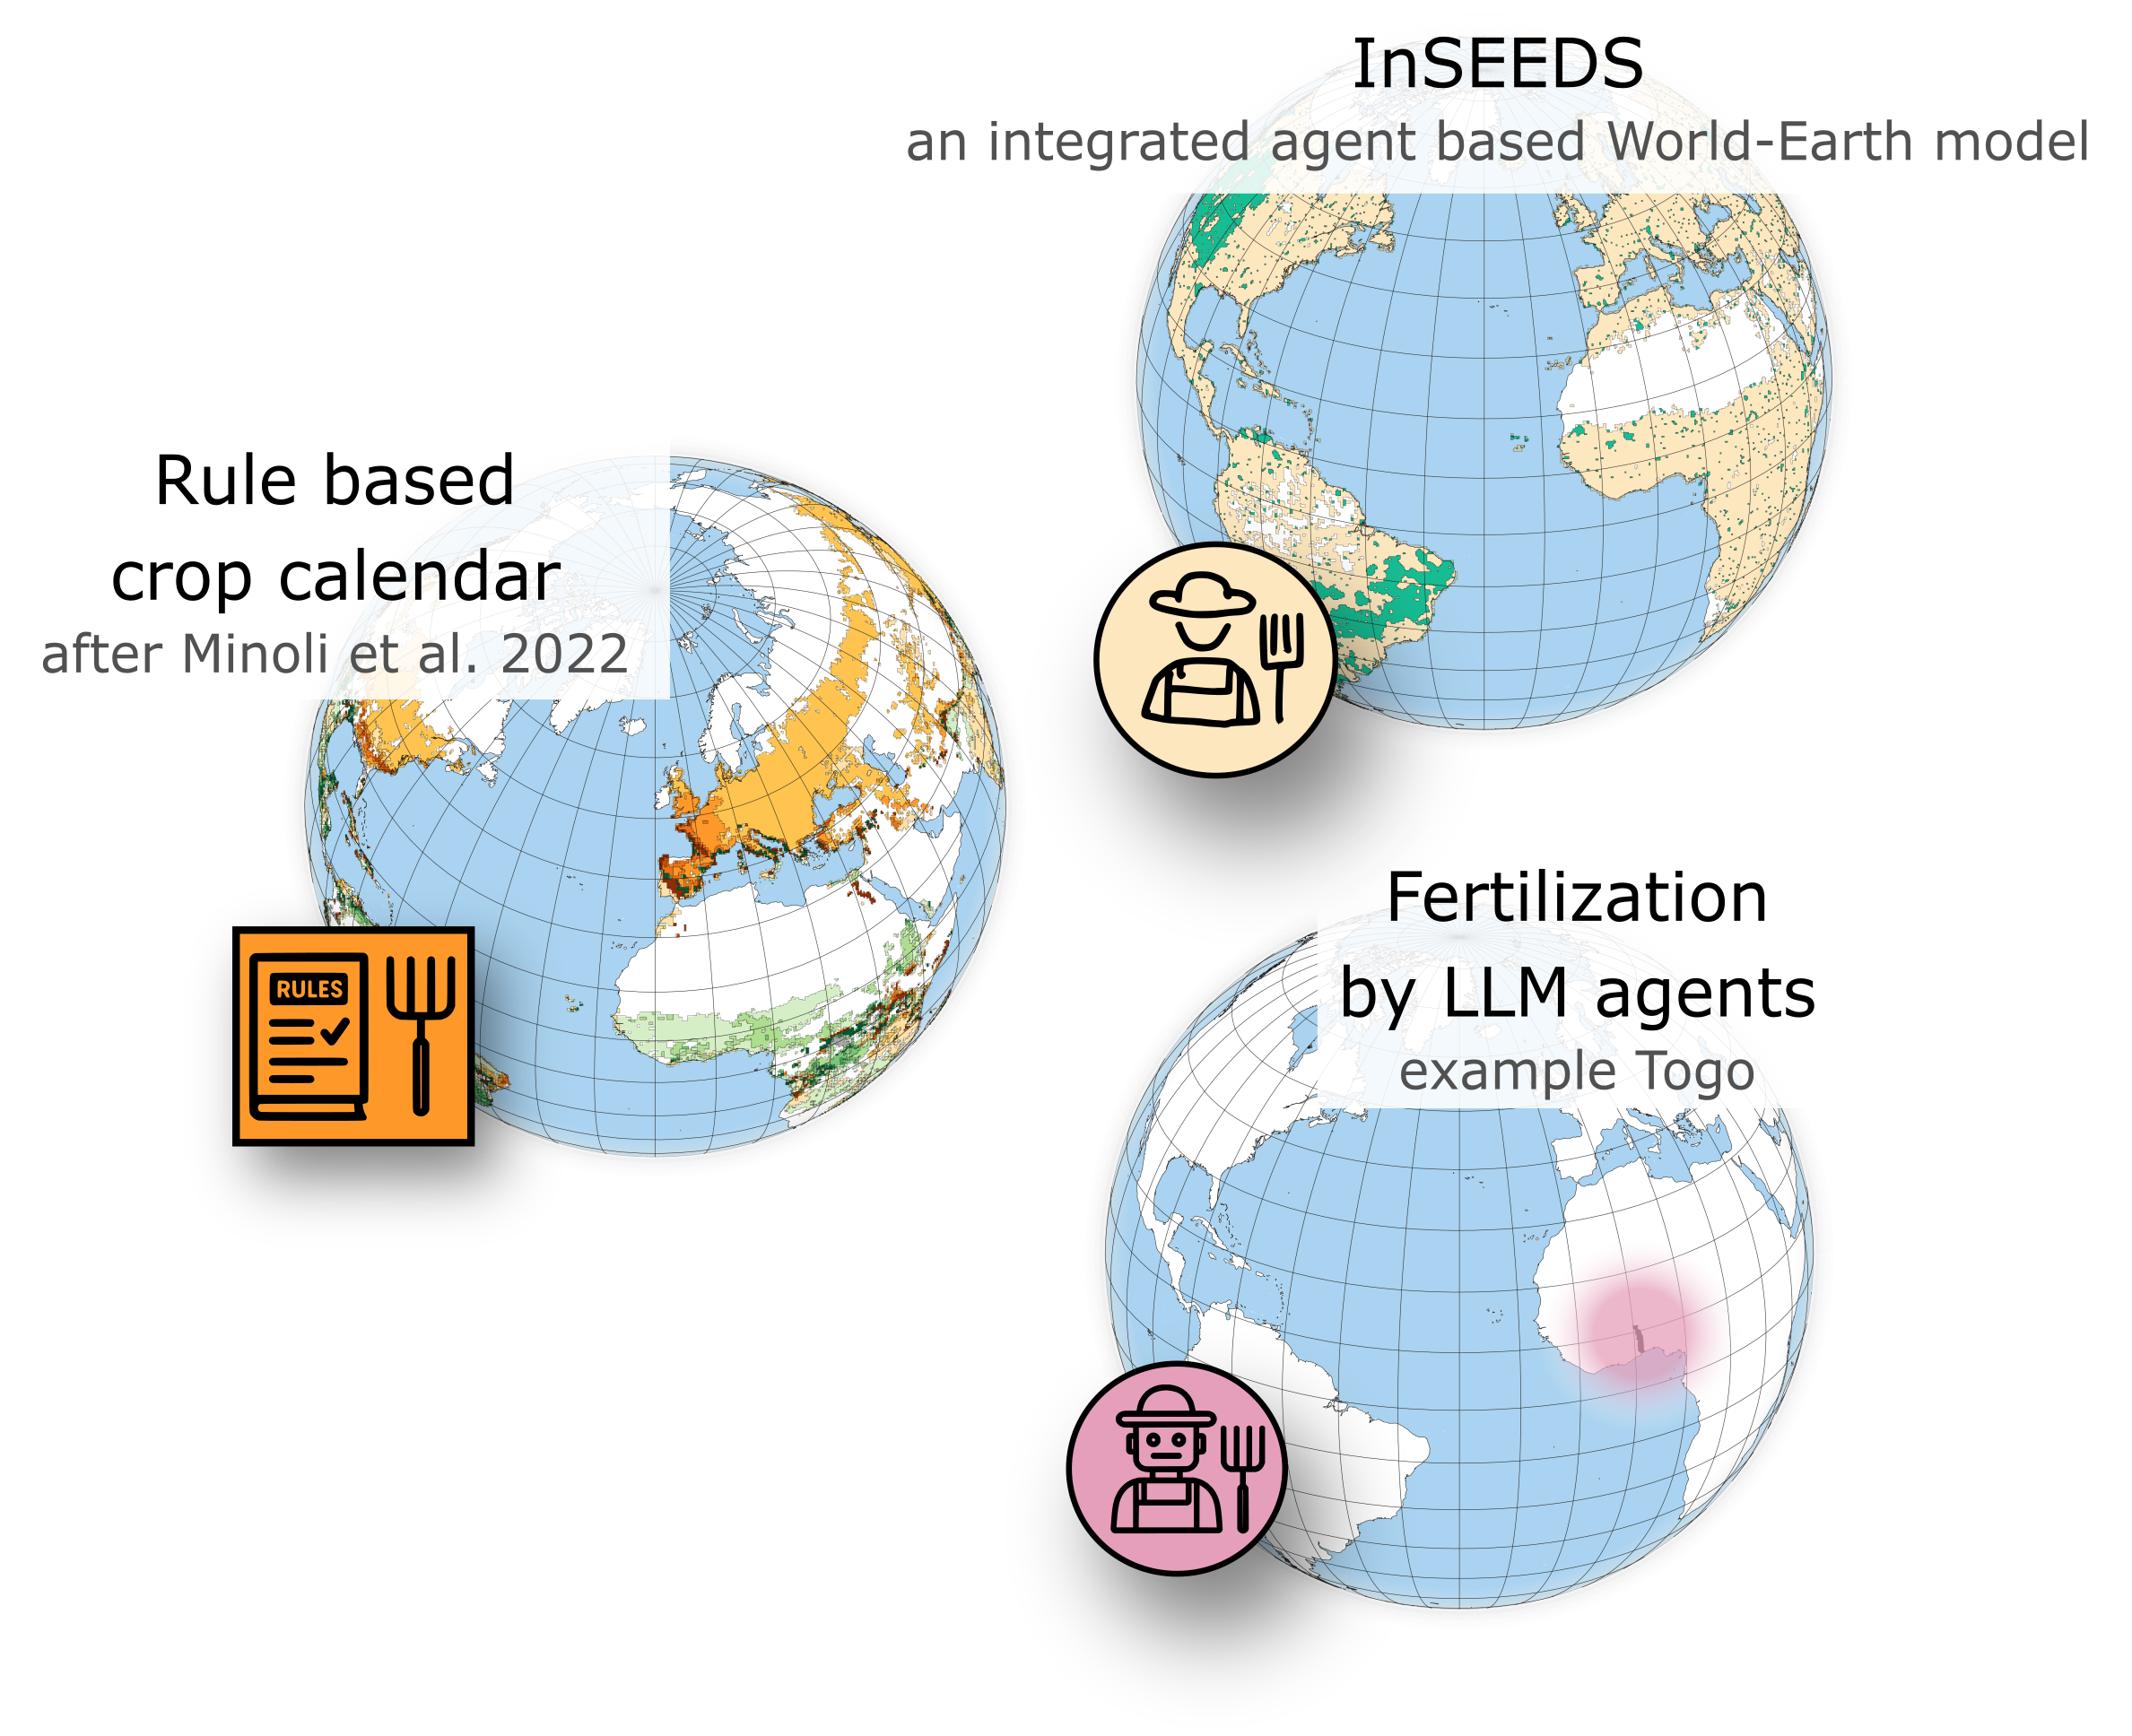 InSEEDS
an integrated agent based World-Earth model
Rule based
crop calendar
after Minoli et al. 2022
RULES
Fertilization
by LLM agents
example Togo